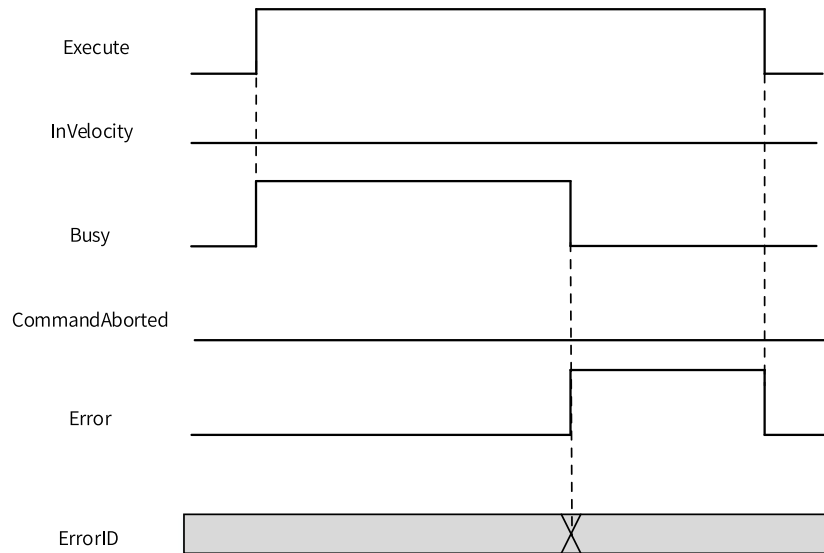 Execute
InVelocity
Busy
CommandAborted
Error
ErrorID